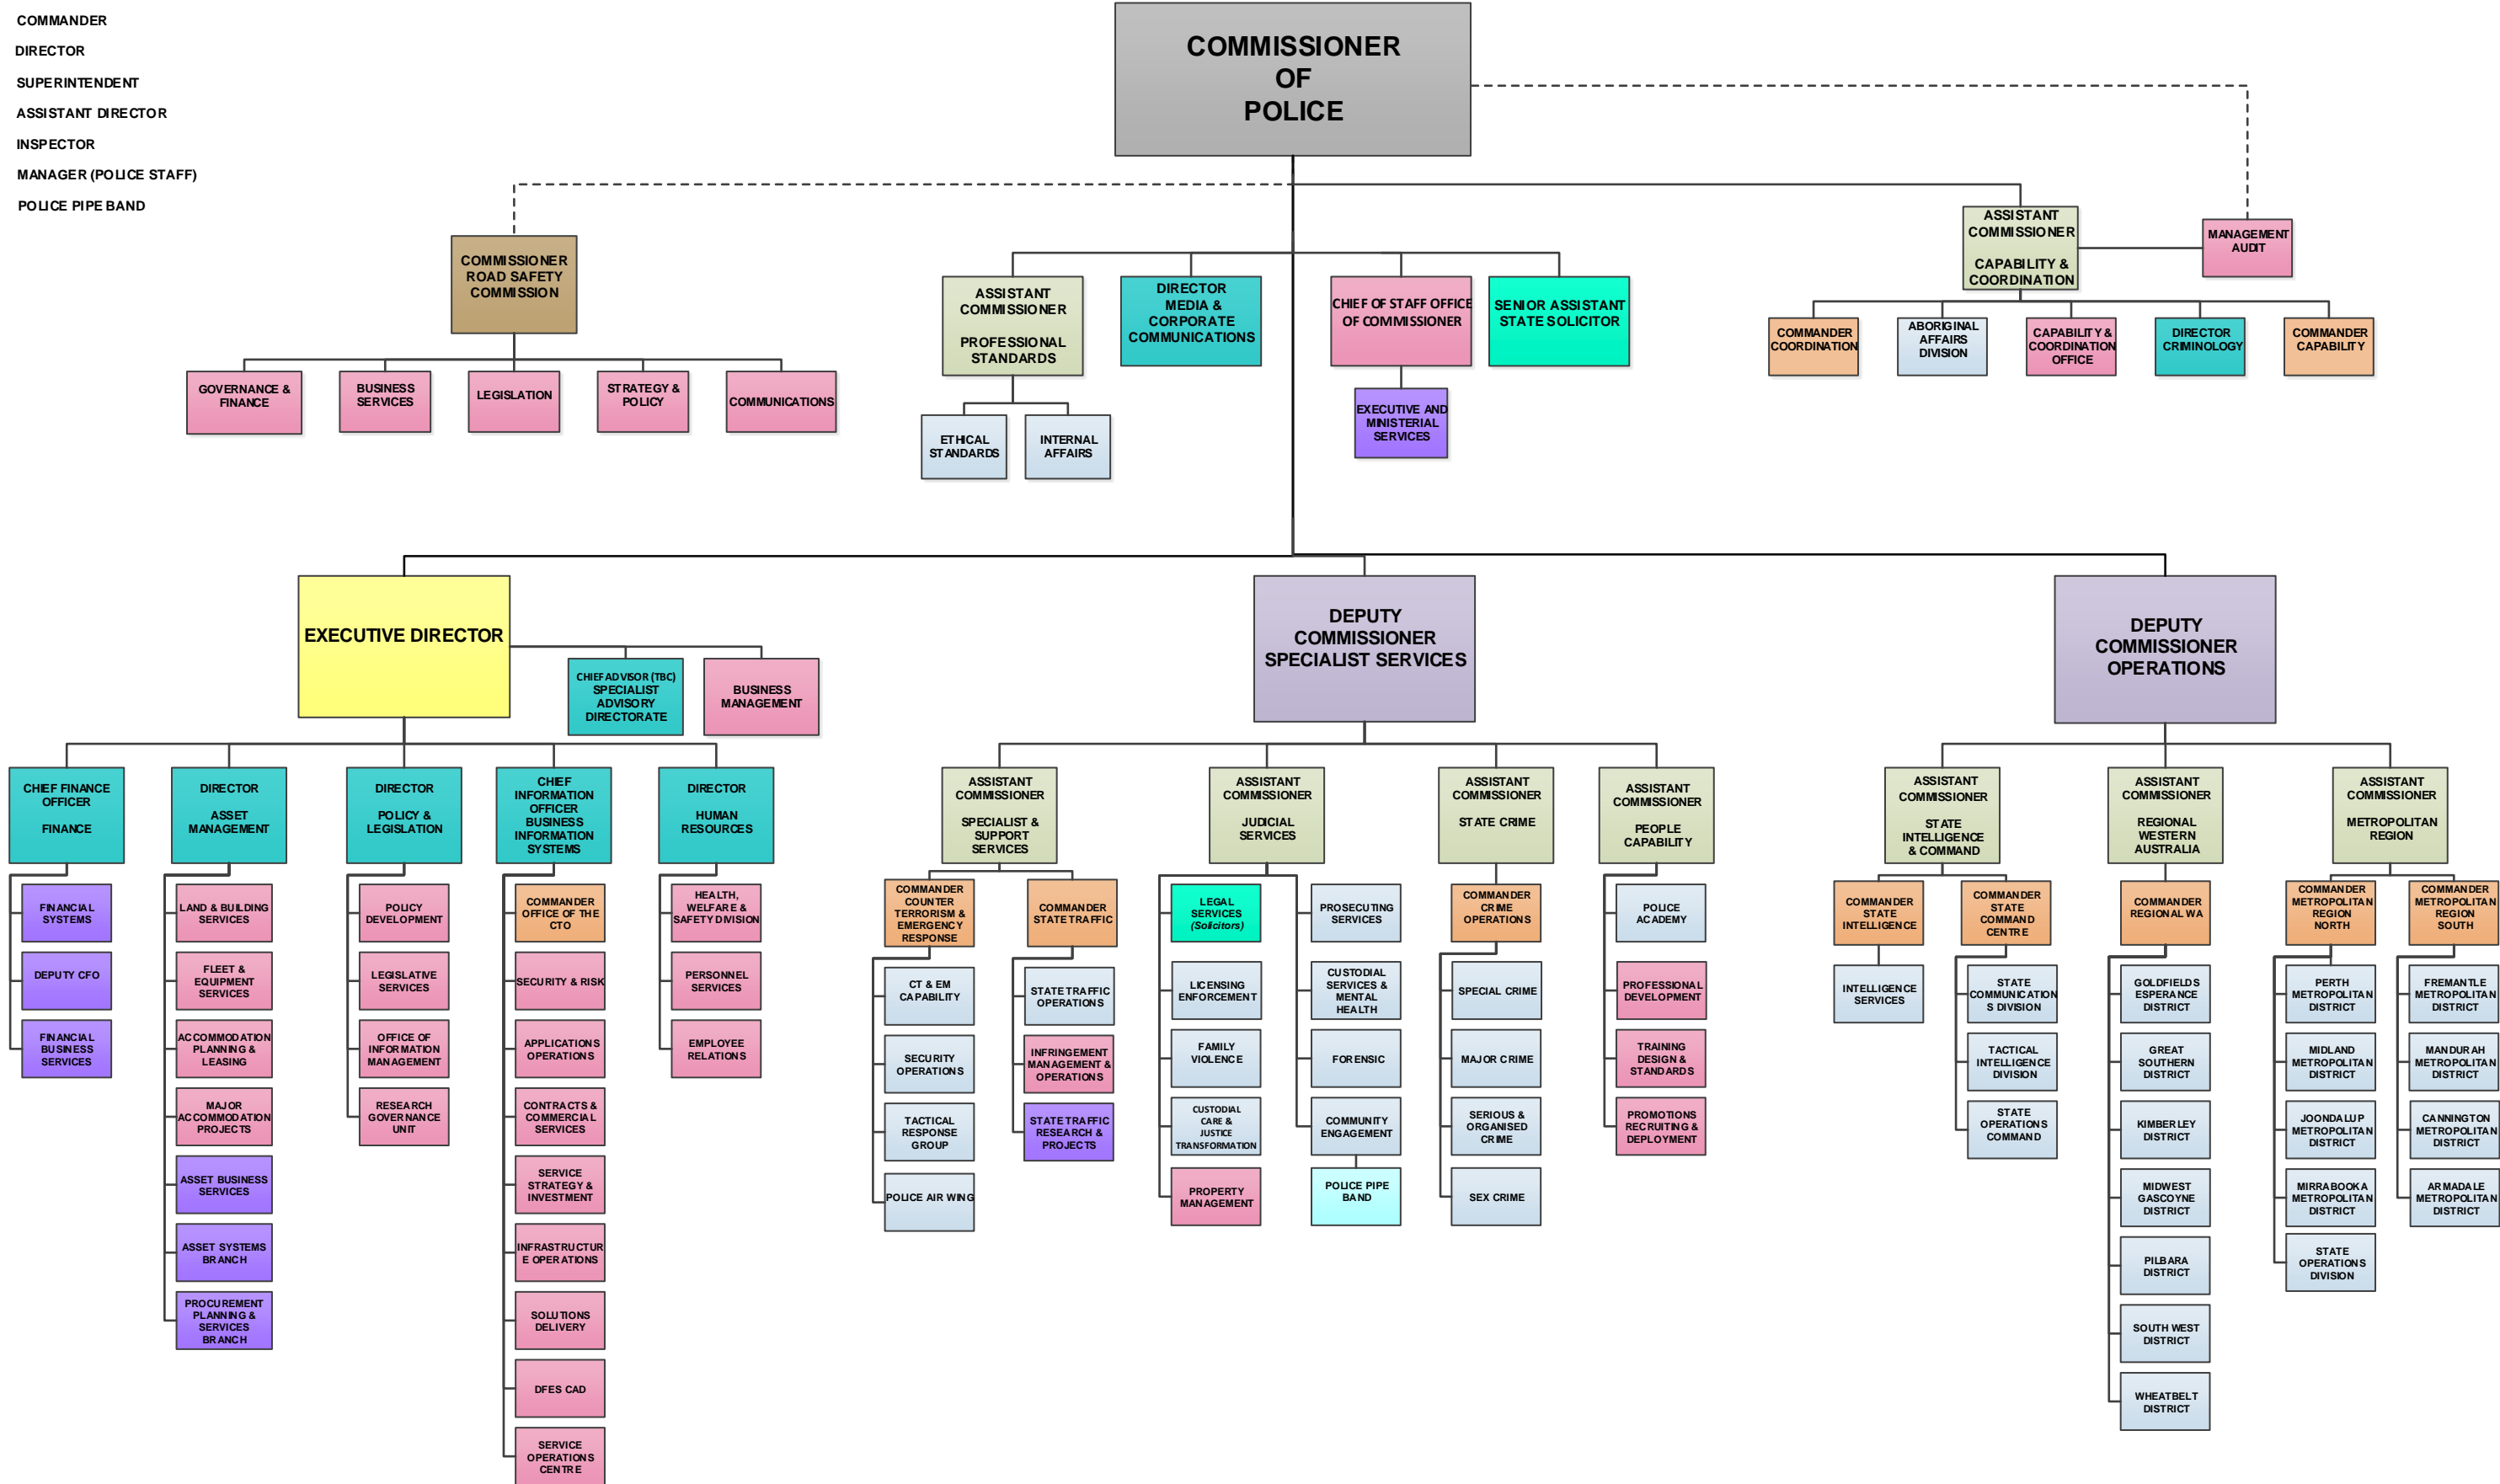 COMMANDER
DIRECTOR
SUPERINTENDENT
ASSISTANT DIRECTOR
INSPECTOR
MANAGER (POLICE STAFF)
POLICE PIPE BAND
COMMISSIONER
OF
POLICE
COMMISSIONER
ROAD SAFETY
COMMISSION
GOVERNANCE &
FINANCE
BUSINESS
SERVICES
LEGISLATION
STRATEGY &
POLICY
COMMUNICATIONS
ASSISTANT
COMMISSIONER
PROFESSIONAL
STANDARDS
ETHICAL
STANDARDS
INTERNAL
AFFAIRS
DIRECTOR
MEDIA &
CORPORATE
COMMUNICATIONS
CHIEF OF STAFF OFFICE
OF COMMISSIONER
EXECUTIVE AND
MINISTERIAL
SERVICES
SENIOR ASSISTANT
STATE SOLICITOR
ASSISTANT
COMMISSIONER
CAPABILITY &
COORDINATION
MANAGEMENT
AUDIT
COMMANDER
COORDINATION
ABORIGINAL
AFFAIRS
DIVISION
CAPABILITY &
COORDINATION
OFFICE
DIRECTOR
CRIMINOLOGY
COMMANDER
CAPABILITY
EXECUTIVE DIRECTOR
CHIEF ADVISOR (TBC)
SPECIALIST
ADVISORY
DIRECTORATE
BUSINESS
MANAGEMENT
CHIEF FINANCE
OFFICER
FINANCE
FINANCIAL
SYSTEMS
DEPUTY CFO
FINANCIAL
BUSINESS
SERVICES
DIRECTOR
ASSET
MANAGEMENT
LAND & BUILDING
SERVICES
FLEET &
EQUIPMENT
SERVICES
ACCOMMODATION
PLANNING &
LEASING
MAJOR
ACCOMMODATION
PROJECTS
ASSET BUSINESS
SERVICES
ASSET SYSTEMS
BRANCH
PROCUREMENT
PLANNING &
SERVICES
BRANCH
DIRECTOR
POLICY &
LEGISLATION
POLICY
DEVELOPMENT
LEGISLATIVE
SERVICES
OFFICE OF
INFORMATION
MANAGEMENT
RESEARCH
GOVERNANCE
UNIT
CHIEF
INFORMATION
OFFICER
BUSINESS
INFORMATION
SYSTEMS
COMMANDER
OFFICE OF THE
CTO
SECURITY & RISK
APPLICATIONS
OPERATIONS
CONTRACTS &
COMMERCIAL
SERVICES
SERVICE
STRATEGY &
INVESTMENT
INFRASTRUCTUR
E OPERATIONS
SOLUTIONS
DELIVERY
DFES CAD
SERVICE
OPERATIONS
CENTRE
DIRECTOR
HUMAN
RESOURCES
HEALTH,
WELFARE &
SAFETY DIVISION
PERSONNEL
SERVICES
EMPLOYEE
RELATIONS
DEPUTY
COMMISSIONER
SPECIALIST SERVICES
ASSISTANT
COMMISSIONER
SPECIALIST &
SUPPORT
SERVICES
COMMANDER
COUNTER
TERRORISM &
EMERGENCY
RESPONSE
CT & EM
CAPABILITY
SECURITY
OPERATIONS
TACTICAL
RESPONSE
GROUP
POLICE AIR WING
COMMANDER
STATE TRAFFIC
STATE TRAFFIC
OPERATIONS
INFRINGEMENT
MANAGEMENT &
OPERATIONS
STATE TRAFFIC
RESEARCH &
PROJECTS
ASSISTANT
COMMISSIONER
JUDICIAL
SERVICES
LEGAL
SERVICES
(Solicitors)
LICENSING
ENFORCEMENT
FAMILY
VIOLENCE
CUSTODIAL
CARE &
JUSTICE
TRANSFORMATION
PROPERTY
MANAGEMENT
PROSECUTING
SERVICES
CUSTODIAL
SERVICES &
MENTAL
HEALTH
FORENSIC
COMMUNITY
ENGAGEMENT
POLICE PIPE
BAND
ASSISTANT
COMMISSIONER
STATE CRIME
COMMANDER
CRIME
OPERATIONS
SPECIAL CRIME
MAJOR CRIME
SERIOUS &
ORGANISED
CRIME
SEX CRIME
ASSISTANT
COMMISSIONER
PEOPLE
CAPABILITY
POLICE
ACADEMY
PROFESSIONAL
DEVELOPMENT
TRAINING
DESIGN &
STANDARDS
PROMOTIONS
RECRUITING &
DEPLOYMENT
DEPUTY
COMMISSIONER
OPERATIONS
ASSISTANT
COMMISSIONER
STATE
INTELLIGENCE
& COMMAND
COMMANDER
STATE
INTELLIGENCE
INTELLIGENCE
SERVICES
COMMANDER
STATE
COMMAND
CENTRE
STATE
COMMUNICATION
S DIVISION
TACTICAL
INTELLIGENCE
DIVISION
STATE
OPERATIONS
COMMAND
ASSISTANT
COMMISSIONER
REGIONAL
WESTERN
AUSTRALIA
COMMANDER
REGIONAL WA
GOLDFIELDS
ESPERANCE
DISTRICT
GREAT
SOUTHERN
DISTRICT
KIMBERLEY
DISTRICT
MIDWEST
GASCOYNE
DISTRICT
PILBARA
DISTRICT
SOUTH WEST
DISTRICT
WHEATBELT
DISTRICT
ASSISTANT
COMMISSIONER
METROPOLITAN
REGION
COMMANDER
METROPOLITAN
REGION
NORTH
PERTH
METROPOLITAN
DISTRICT
MIDLAND
METROPOLITAN
DISTRICT
JOONDALUP
METROPOLITAN
DISTRICT
MIRRABOOKA
METROPOLITAN
DISTRICT
STATE
OPERATIONS
DIVISION
COMMANDER
METROPOLITAN
REGION
SOUTH
FREMANTLE
METROPOLITAN
DISTRICT
MANDURAH
METROPOLITAN
DISTRICT
CANNINGTON
METROPOLITAN
DISTRICT
ARMADALE
METROPOLITAN
DISTRICT